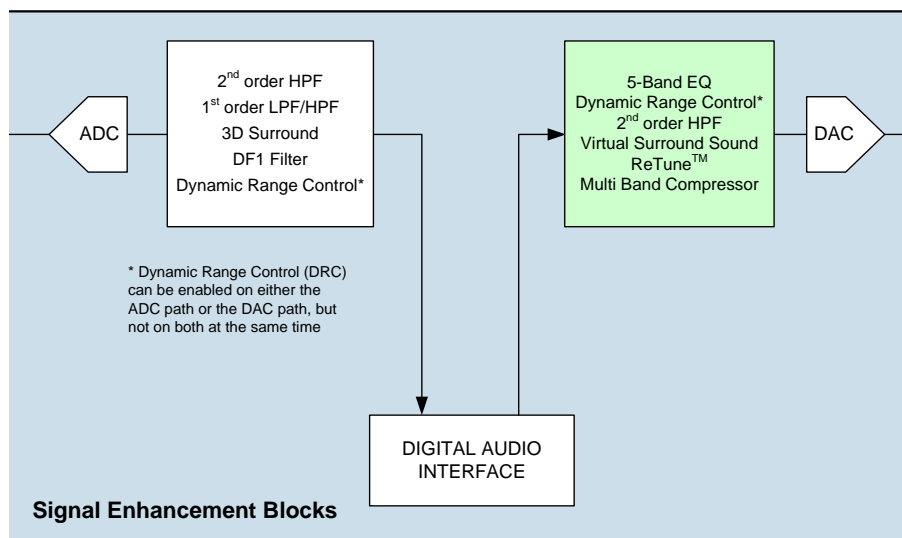 ADC
2nd order HPF
1st order LPF/HPF
3D Surround
DF1 Filter
Dynamic Range Control*
5-Band EQ
Dynamic Range Control*
2nd order HPF
Virtual Surround Sound
ReTune™
Multi Band Compressor
DAC
* Dynamic Range Control (DRC)
can be enabled on either the
ADC path or the DAC path, but
not on both at the same time
DIGITAL AUDIO
INTERFACE
Signal Enhancement Blocks